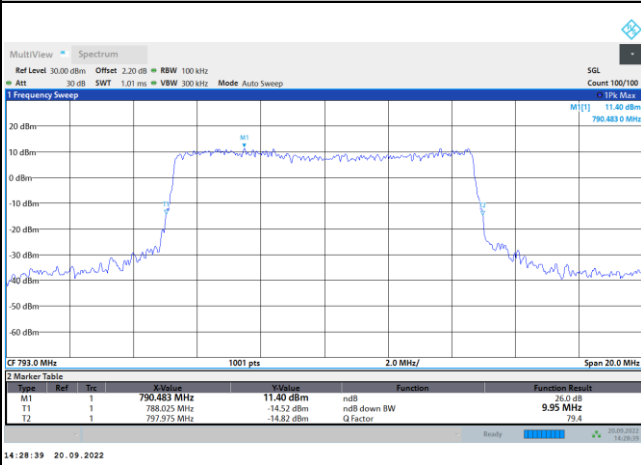 MultiView Spectrum
Ref Level 30.00 dBm Offset 2.20 dB RBW 100 kHz SGL
Att 30 dB SWT 1.01 ms VBW 300 kHz Mode Auto Sweep Count 100/100
1 Frequency Sweep 1Pk Max
M1[1] 11.40 dBm
790.483 0 MHz
20 dBm
M1
10 dBm
0 dBm
-10 dBm
T1 T2
-20 dBm
-30 dBm
-40 dBm
-50 dBm
-60 dBm
CF 793.0 MHz 1001 pts 2.0 MHz/ Span 20.0 MHz
2 Marker Table
Type Ref Trc X-Value Y-Value Function Function Result
M1 1 790.483 MHz 11.40 dBm ndB 26.0 dB
T1 1 788.025 MHz -14.52 dBm ndB down BW 9.95 MHz
T2 1 797.975 MHz -14.82 dBm Q Factor 79.4
Ready 20.09.2022
14:28:39
14:28:39 20.09.2022